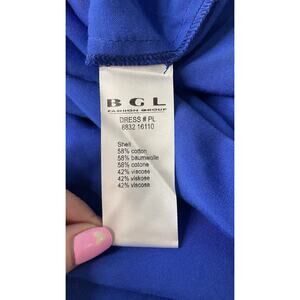 BGL
FASHION GROUP
DRESS # PL
6832 16110
Shell
58% cotton
58% baumwolle
58% cotone
42% viscose
42% viskose
42% viscosa